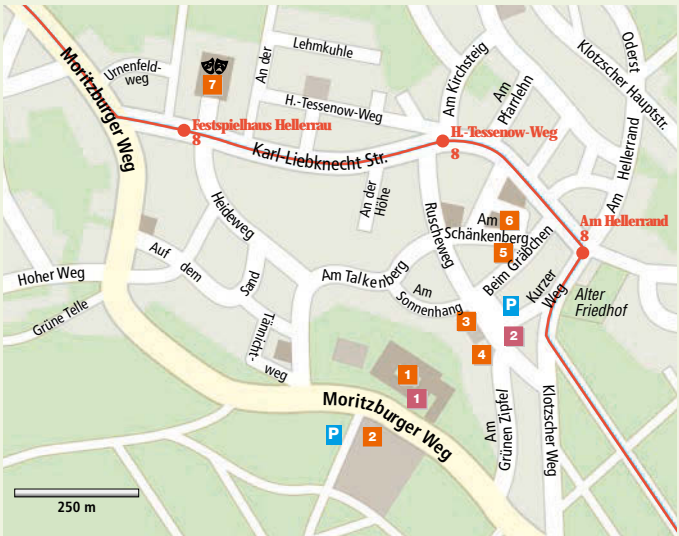 Moritzburger Weg
Urnenfeld-
weg
7
An der
Lehmkuhle
H.-Tessenow-Weg
Am Kirchsteig
Am
Pfarrlehn
Klotzscher Hauptstr.
Oderst
Festspielhaus Hellerrau
8
Karl-Liebknecht Str.
H.-Tessenow-Weg
8
Am Hellerrand
An der
Höhe
Heideweg
Ruscheweg
Am
Schänkenberg
6
5
Am Hellerrand
8
Beim Gräbchen
Kurzer
Weg
Alter
Friedhof
Auf dem
Sand
Hoher Weg
Grüne Telle
Am Talkenberg
Am
Sonnenhang
P
2
3
4
Tännicht-
weg
1
1
Moritzburger Weg
P
2
Am
Grünen Zipfel
Klotzscher Weg
250 m